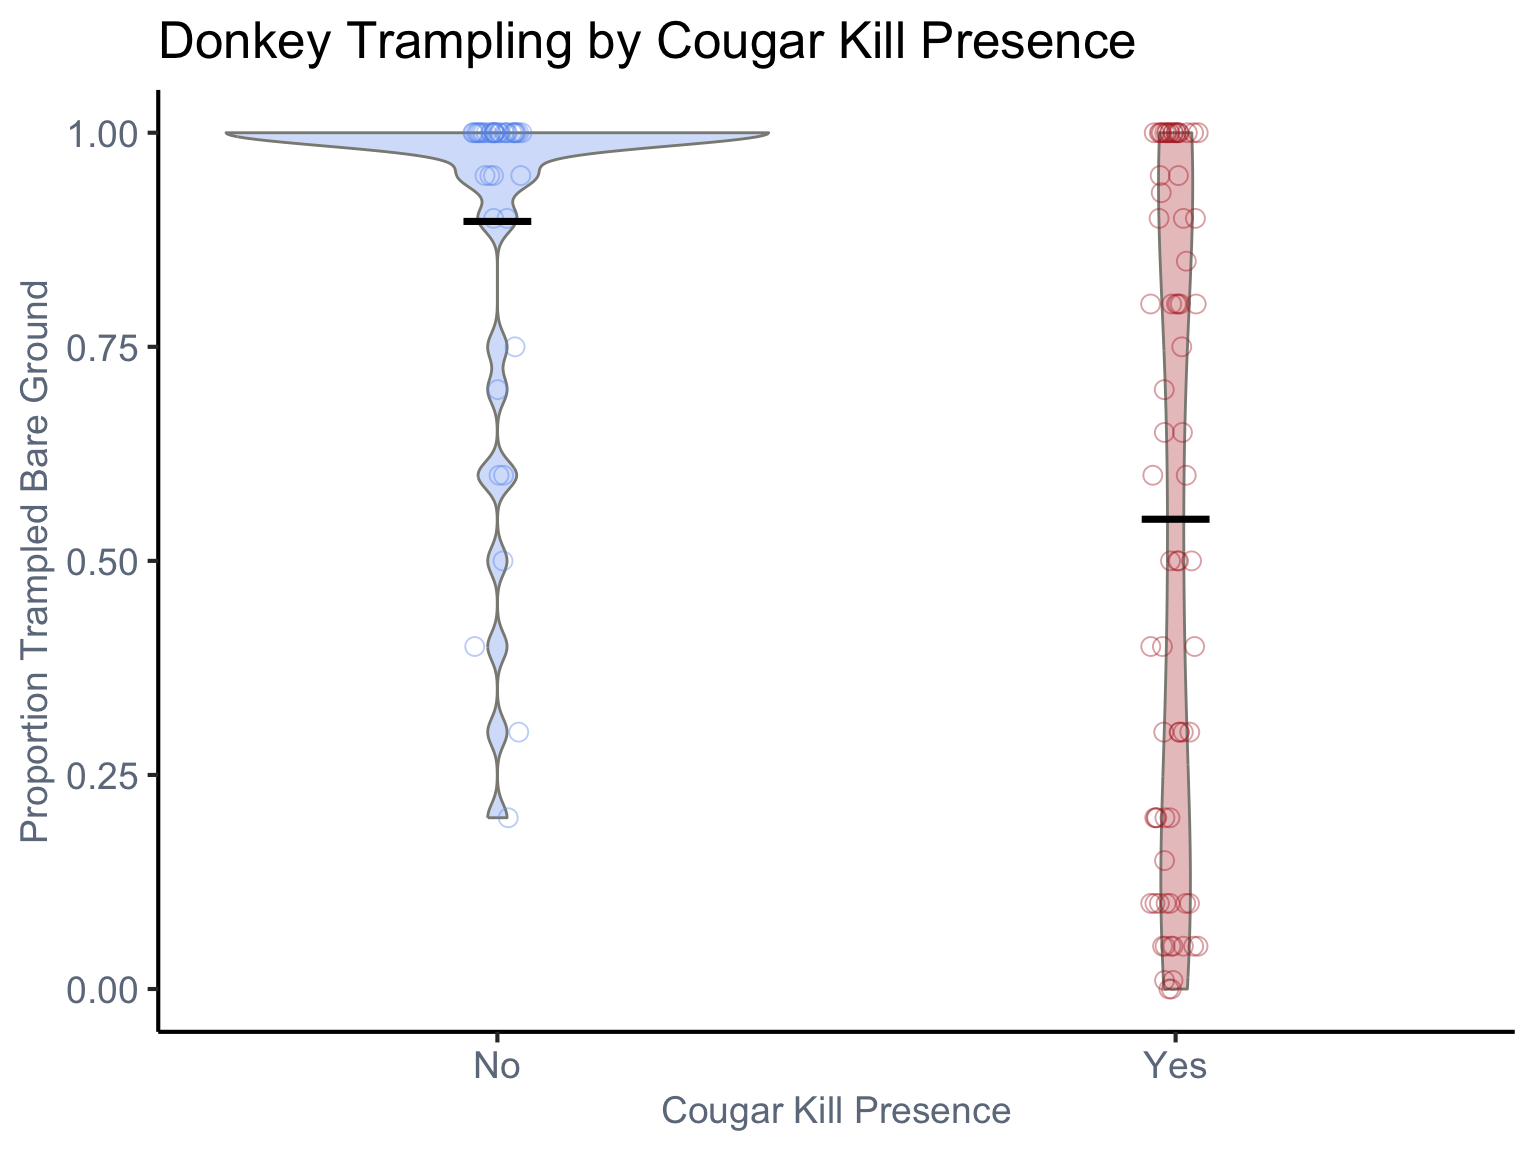 Donkey Trampling by Cougar Kill Presence
Proportion Trampled Bare Ground
1.00
0.75
0.50
0.25
0.00
No
Yes
Cougar Kill Presence